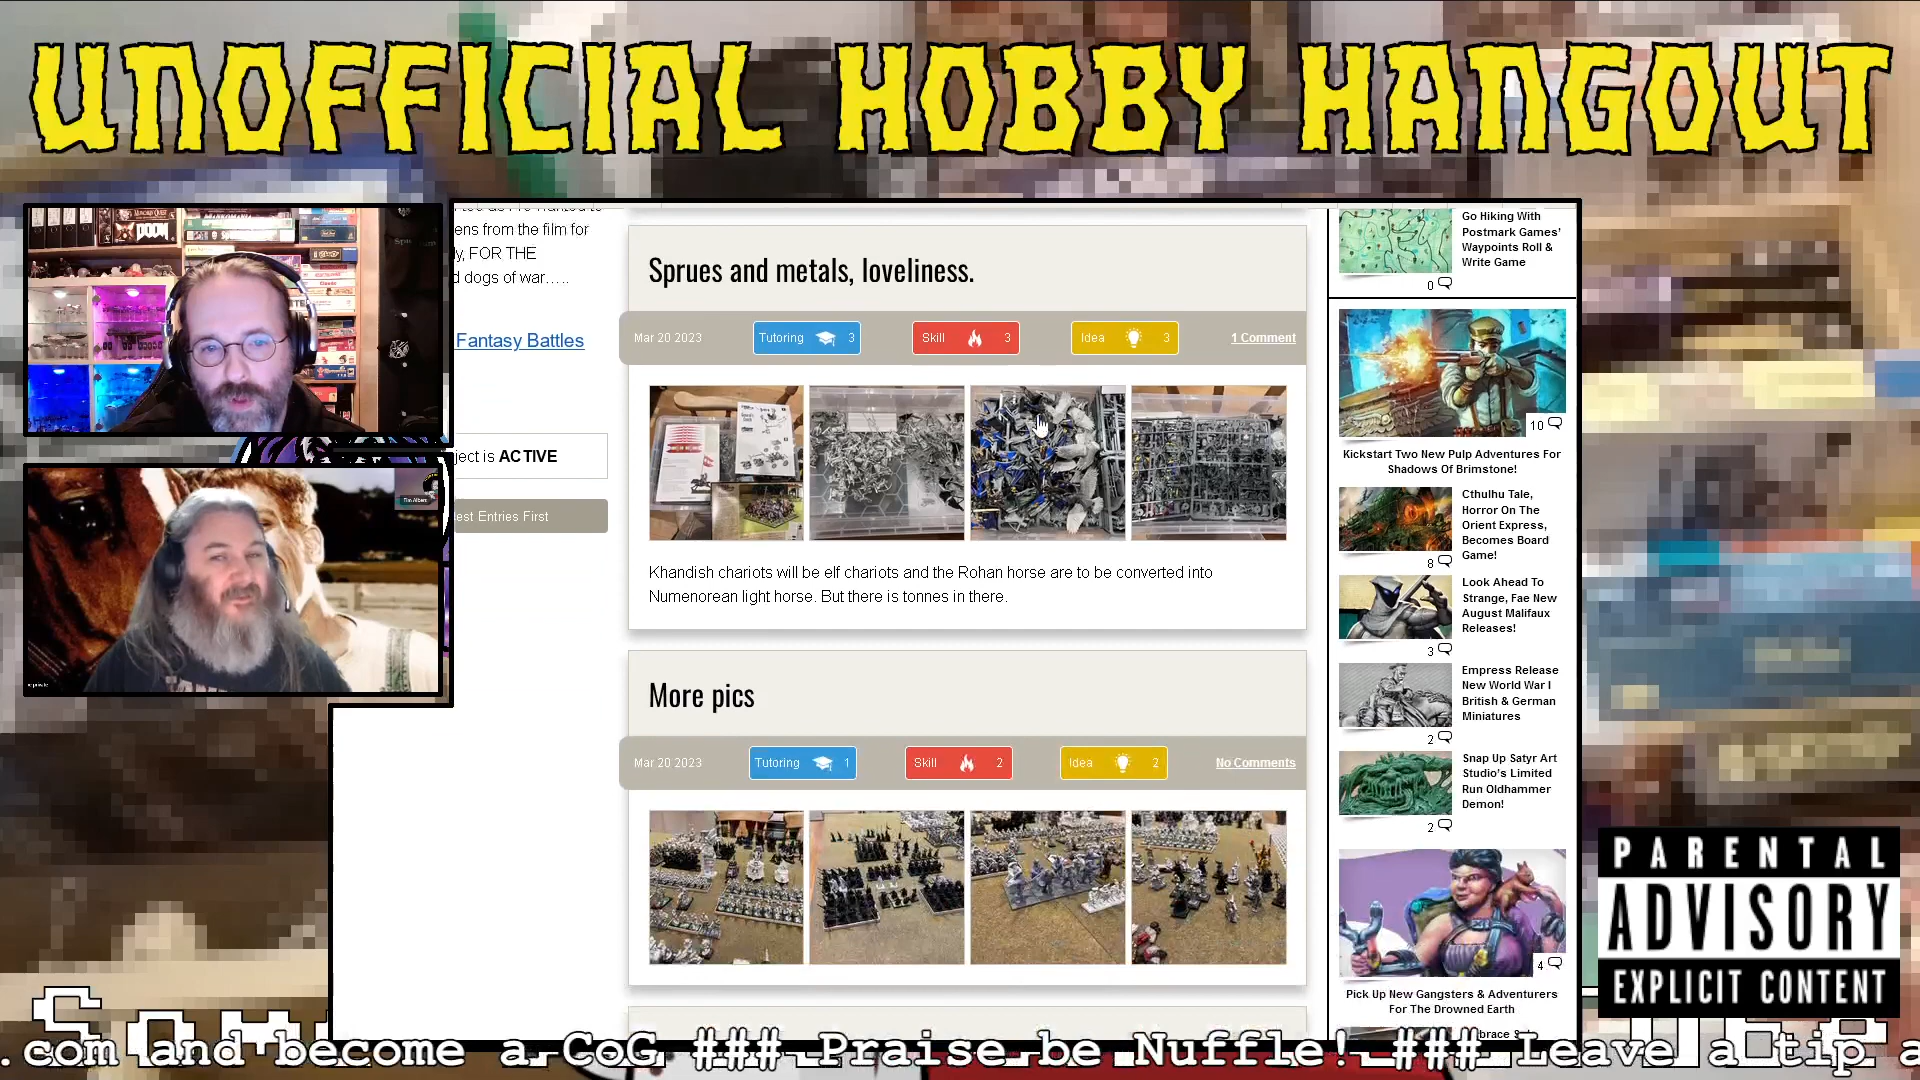 UNOFFICIAL HOBBY HANGOUT
DOOM
ens from the film for
ly, FOR THE
d dogs of war…..
Fantasy Battles
ject is ACTIVE
est Entries First
Tim Albers
Sprues and metals, loveliness.
Mar 20 2023
Tutoring 3
Skill 3
Idea 3
1 Comment
Khandish chariots will be elf chariots and the Rohan horse are to be converted into
Numenorean light horse. But there is tonnes in there.
More pics
Mar 20 2023
Tutoring 1
Skill 2
Idea 2
No Comments
Go Hiking With
Postmark Games'
Waypoints Roll &
Write Game
0
10
Kickstart Two New Pulp Adventures For
Shadows Of Brimstone!
Cthulhu Tale,
Horror On The
Orient Express,
Becomes Board
Game!
8
Look Ahead To
Strange, Fae New
August Malifaux
Releases!
3
Empress Release
New World War I
British & German
Miniatures
2
Snap Up Satyr Art
Studio's Limited
Run Oldhammer
Demon!
2
4
Pick Up New Gangsters & Adventurers
For The Drowned Earth
PARENTAL
ADVISORY
EXPLICIT CONTENT
.com and become a CoG ### Praise be Nuffle! ### Leave a tip a